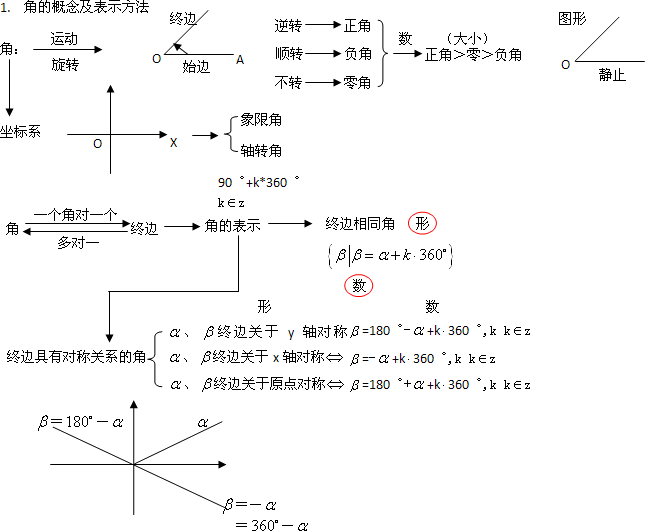 1. 角的概念及表示方法
角：
运动
旋转
终边
O
始边
A
逆转 正角
顺转 负角
不转 零角
数
（大小）
正角＞零＞负角
图形
O
静止
坐标系
O
X
象限角
轴转角
90 °+k*360 °
k∈z
角
一个角对一个
多对一
终边
角的表示
终边相同角
形
(β|β=α+k·360°)
数
形 数
终边具有对称关系的角
α、β终边关于 y 轴对称β=180 °-α+k·360 °,k k∈z
α、β终边关于x轴对称⇔ β=-α+k·360 °,k k∈z
α、β终边关于原点对称⇔ β=180 °+α+k·360 °,k k∈z
β=180°-α
α
β=-α
=360°-α